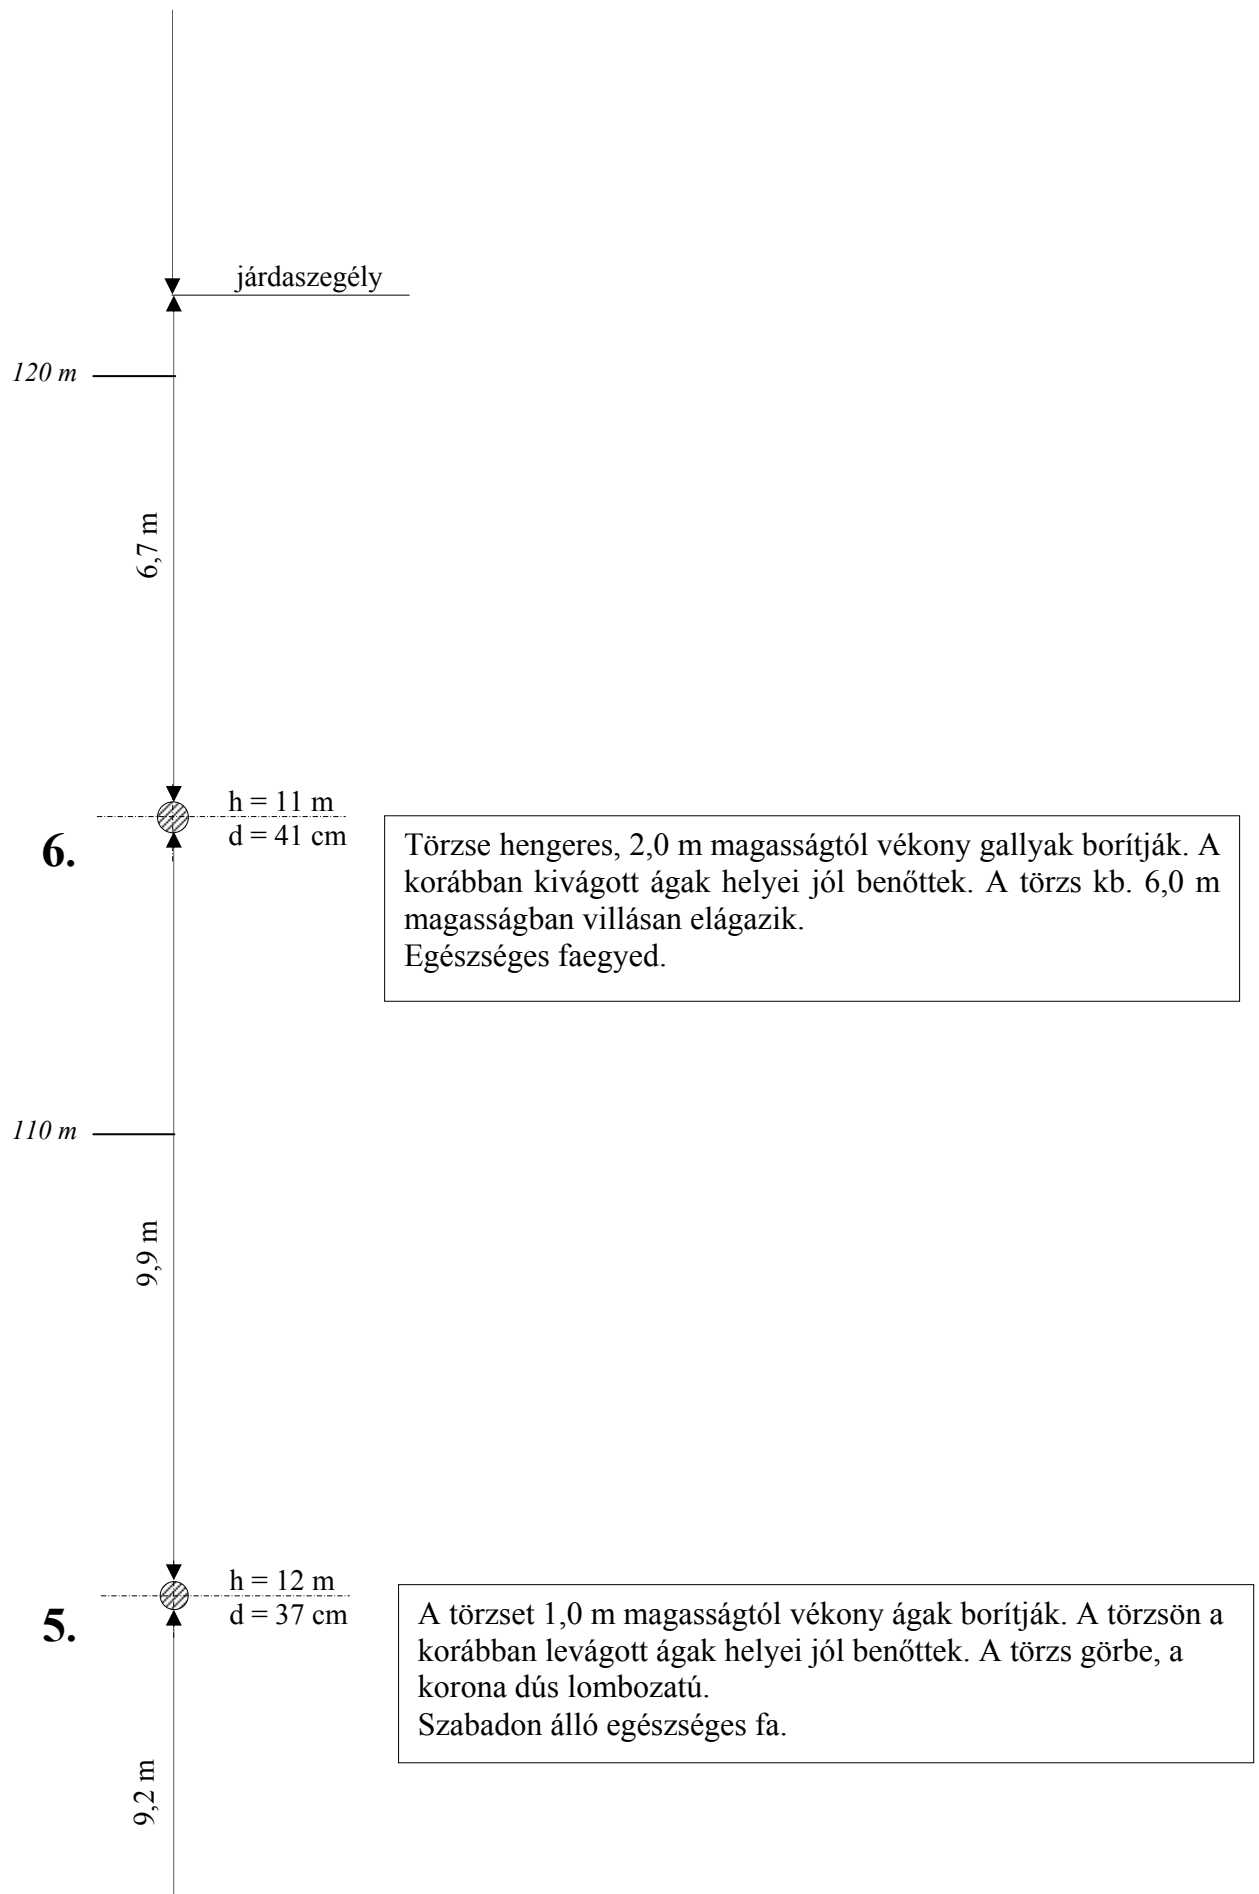 járdaszegély
120 m
6,7 m
h = 11 m
d = 41 cm
6.
Törzse hengeres, 2,0 m magasságtól vékony gallyak borítják. A
korábban kivágott ágak helyei jól benőttek. A törzs kb. 6,0 m
magasságban villásan elágazik.
Egészséges faegyed.
110 m
9,9 m
h = 12 m
d = 37 cm
5.
A törzset 1,0 m magasságtól vékony ágak borítják. A törzsön a
korábban levágott ágak helyei jól benőttek. A törzs görbe, a
korona dús lombozatú.
Szabadon álló egészséges fa.
9,2 m